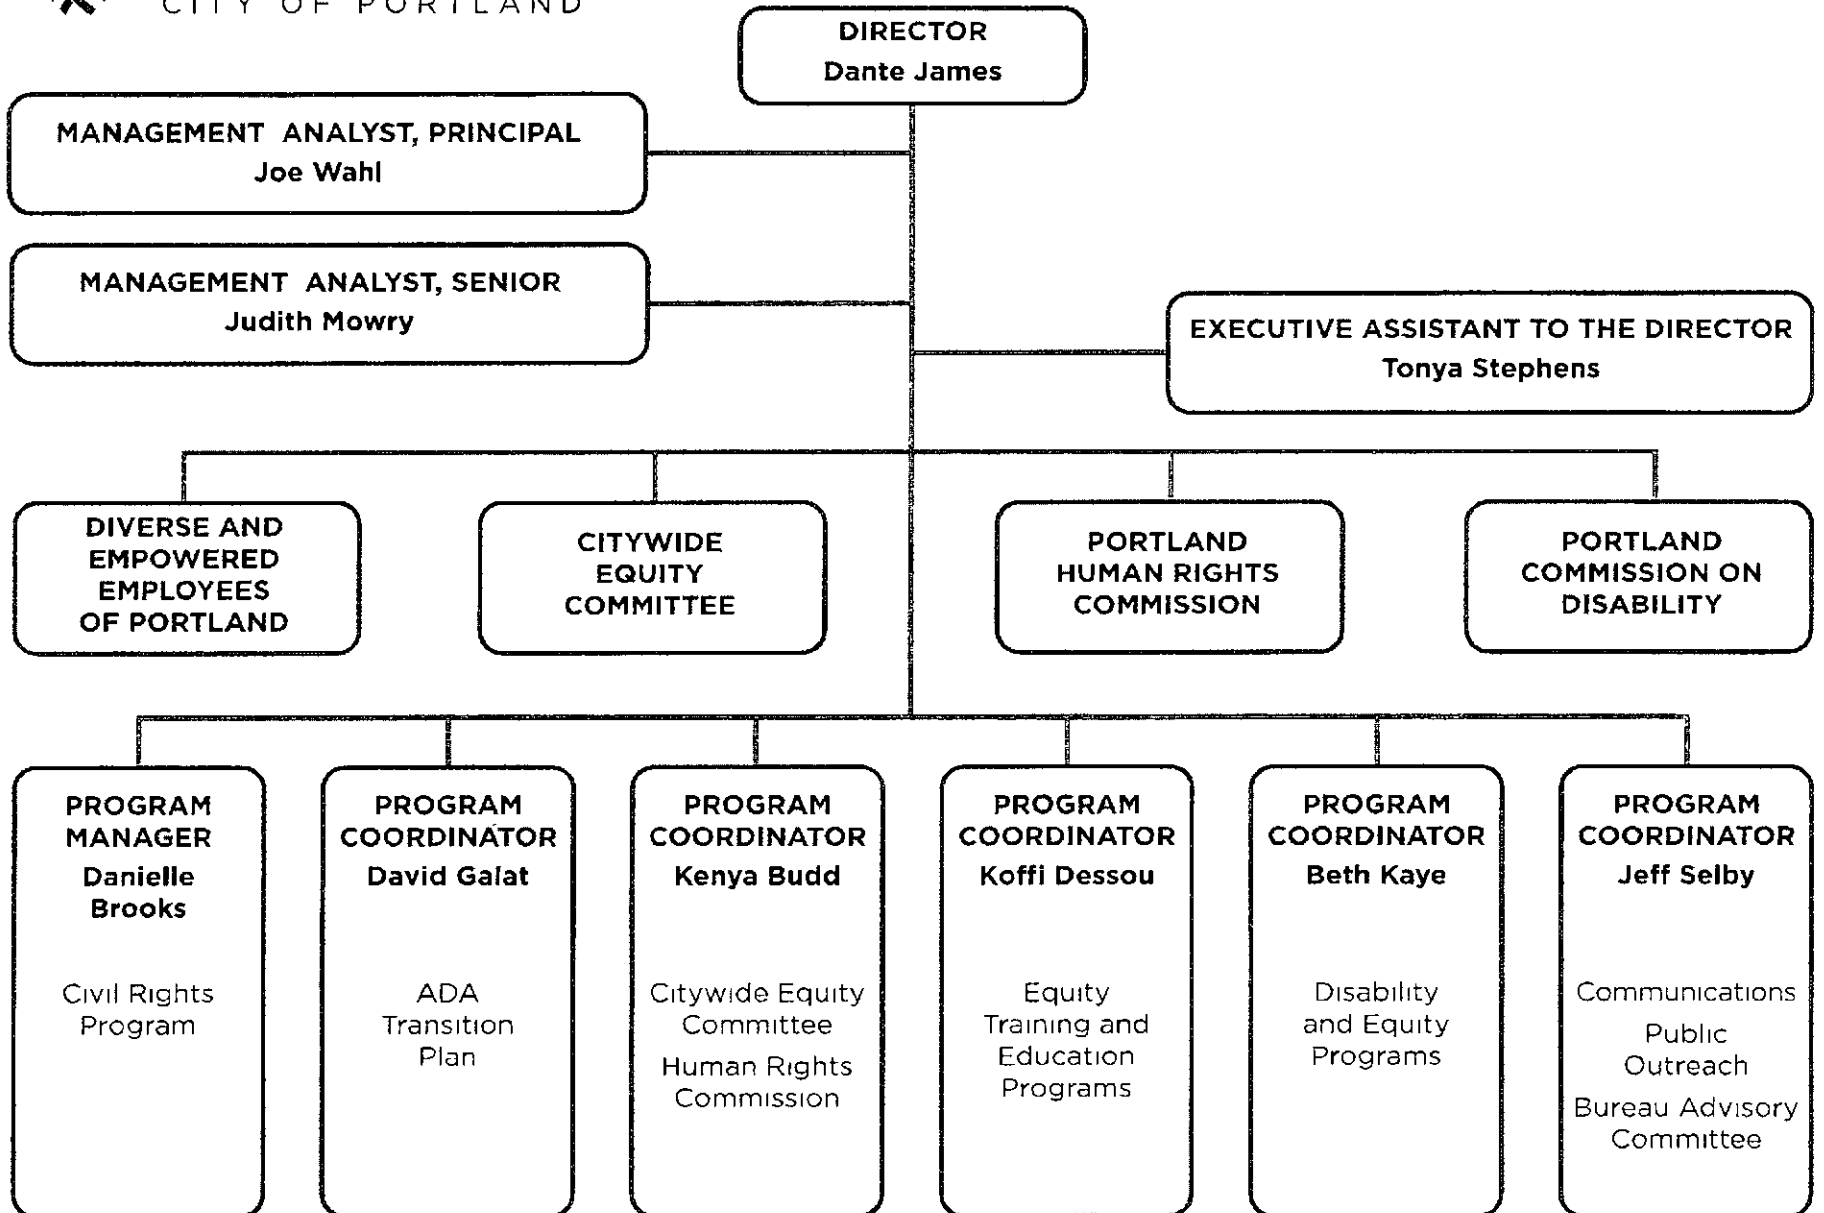 CITY OF PORTLAND
DIRECTOR
Dante James
MANAGEMENT ANALYST, PRINCIPAL
Joe Wahl
MANAGEMENT ANALYST, SENIOR
Judith Mowry
EXECUTIVE ASSISTANT TO THE DIRECTOR
Tonya Stephens
DIVERSE AND
EMPOWERED
EMPLOYEES
OF PORTLAND
CITYWIDE
EQUITY
COMMITTEE
PORTLAND
HUMAN RIGHTS
COMMISSION
PORTLAND
COMMISSION ON
DISABILITY
PROGRAM
MANAGER
Danielle
Brooks
Civil Rights
Program
PROGRAM
COORDINATOR
David Galat
ADA
Transition
Plan
PROGRAM
COORDINATOR
Kenya Budd
Citywide Equity
Committee
Human Rights
Commission
PROGRAM
COORDINATOR
Koffi Dessou
Equity
Training and
Education
Programs
PROGRAM
COORDINATOR
Beth Kaye
Disability
and Equity
Programs
PROGRAM
COORDINATOR
Jeff Selby
Communications
Public
Outreach
Bureau Advisory
Committee